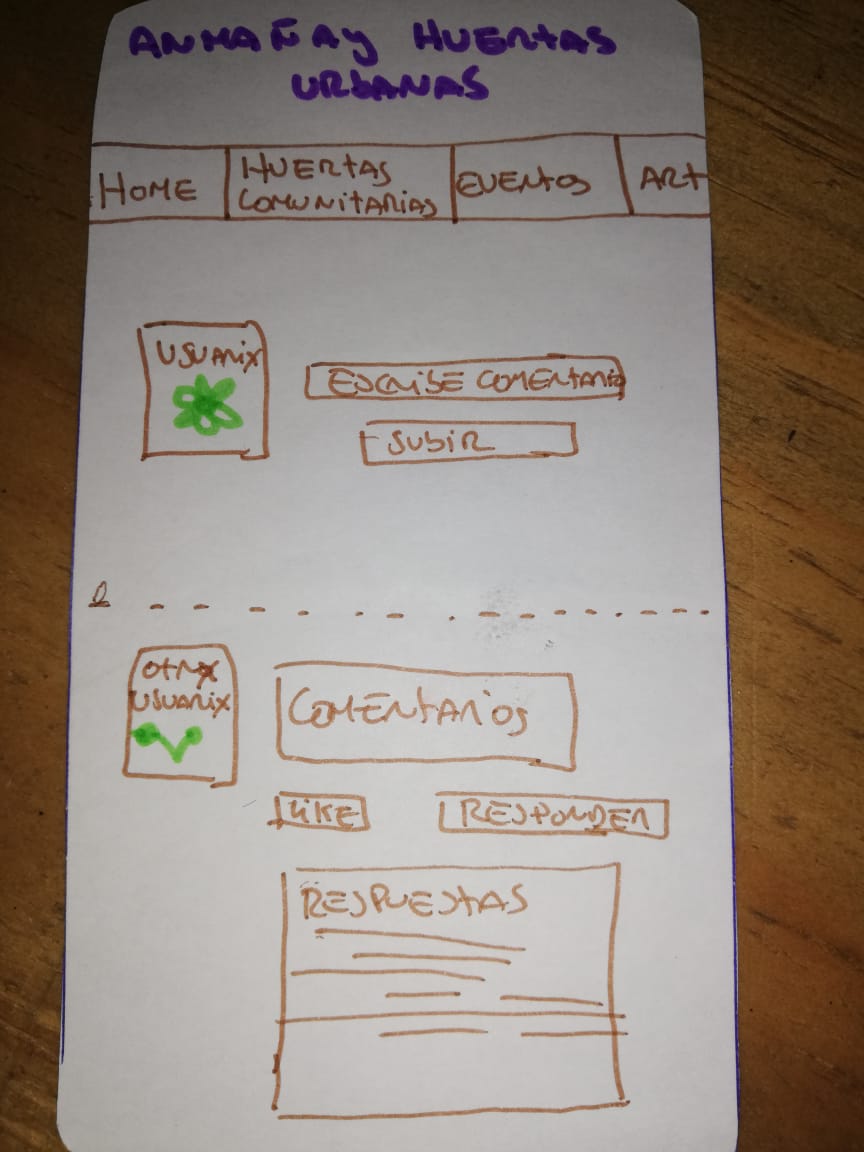 ANMAÑAY HUERTAS
URBANAS
HOME
HUERTAS
COMUNITARIAS
EVENTOS
ART
USUARIX
ESCRIBE COMENTARIO
SUBIR
OTRX
USUARIX
COMENTARIOS
LIKE
RESPONDER
RESPUESTAS